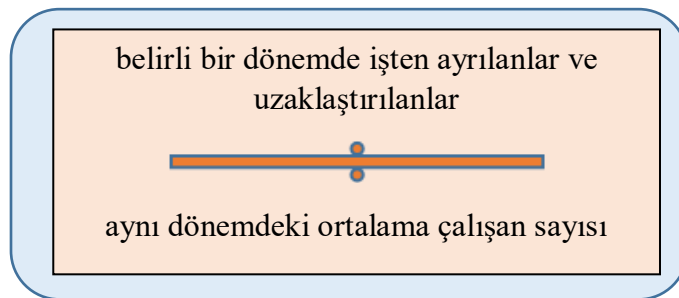 belirli bir dönemde işten ayrılanlar ve
uzaklaştırılanlar
aynı dönemdeki ortalama çalışan sayısı